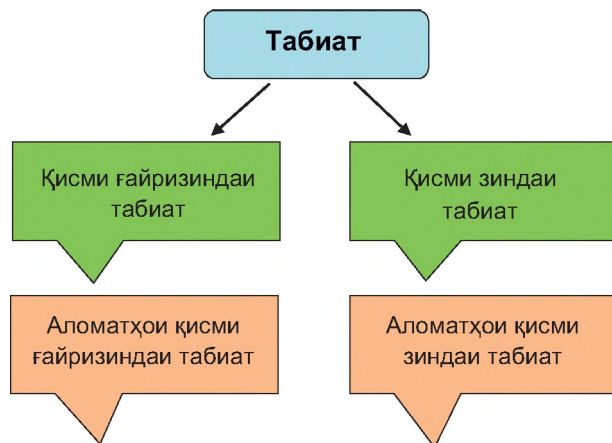 Табиат
Қисми ғайризиндаи
табиат
Қисми зиндаи
табиат
Аломатҳои қисми
ғайризиндаи табиат
Аломатҳои қисми
зиндаи табиат